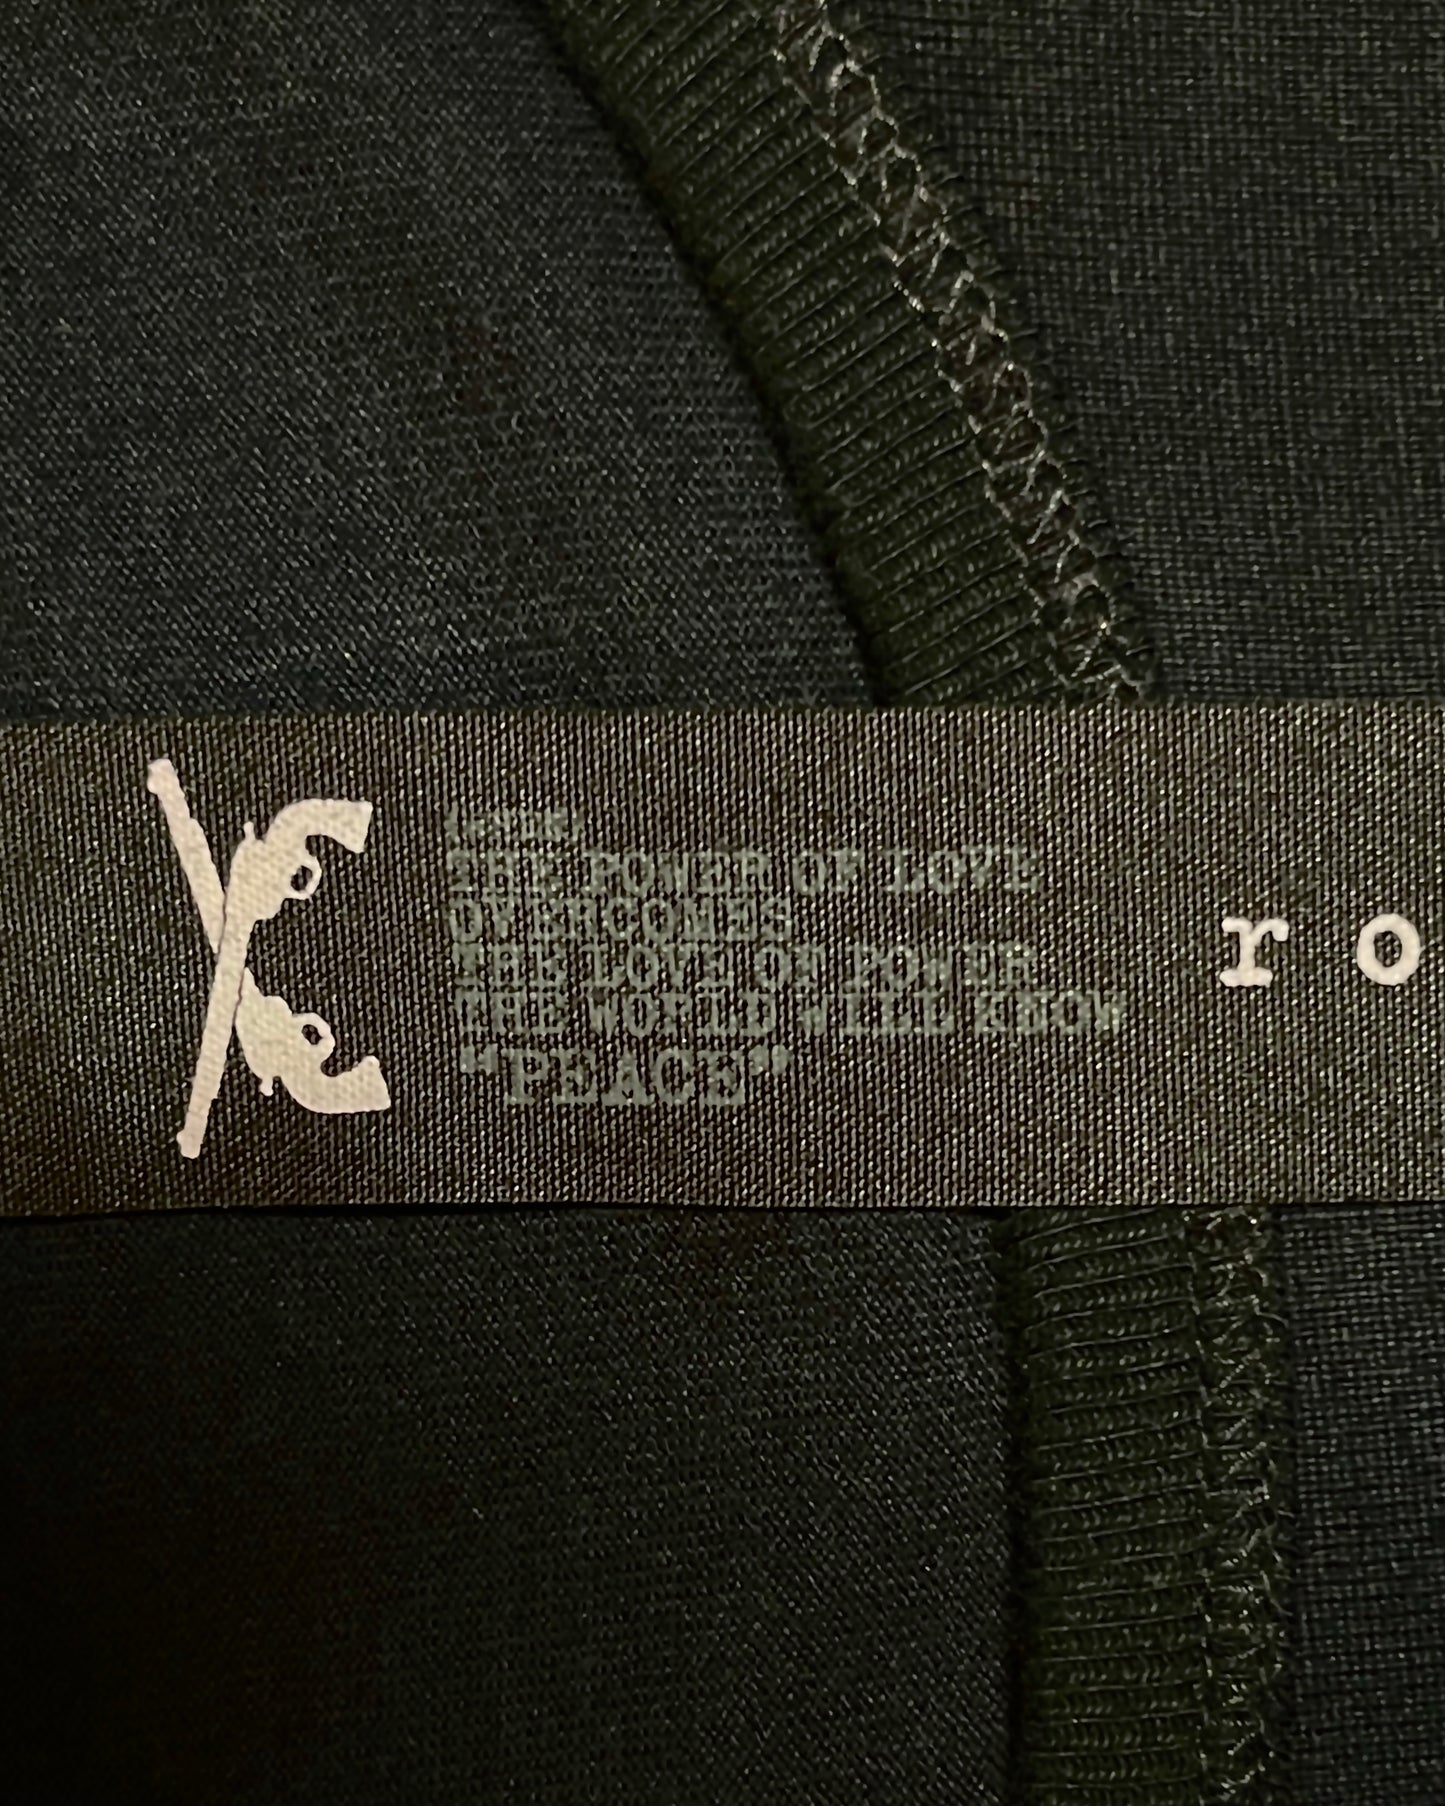 THE POWER OF LOVE
OVERCOMES
THE LOVE OF POWER
THE WORLD WILL KNOW
"PEACE"
ro